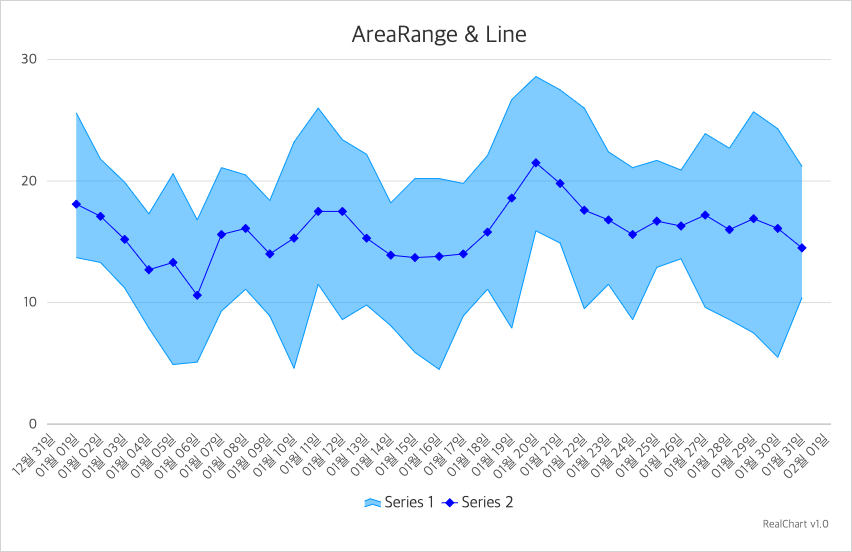 AreaRange & Line
30
20
10
0
12월 31일
01월 01일
01월 02일
01월 03일
01월 04일
01월 05일
01월 06일
01월 07일
01월 08일
01월 09일
01월 10일
01월 11일
01월 12일
01월 13일
01월 14일
01월 15일
01월 16일
01월 17일
01월 18일
01월 19일
01월 20일
01월 21일
01월 22일
01월 23일
01월 24일
01월 25일
01월 26일
01월 27일
01월 28일
01월 29일
01월 30일
01월 31일
02월 01일
Series 1
Series 2
RealChart v1.0